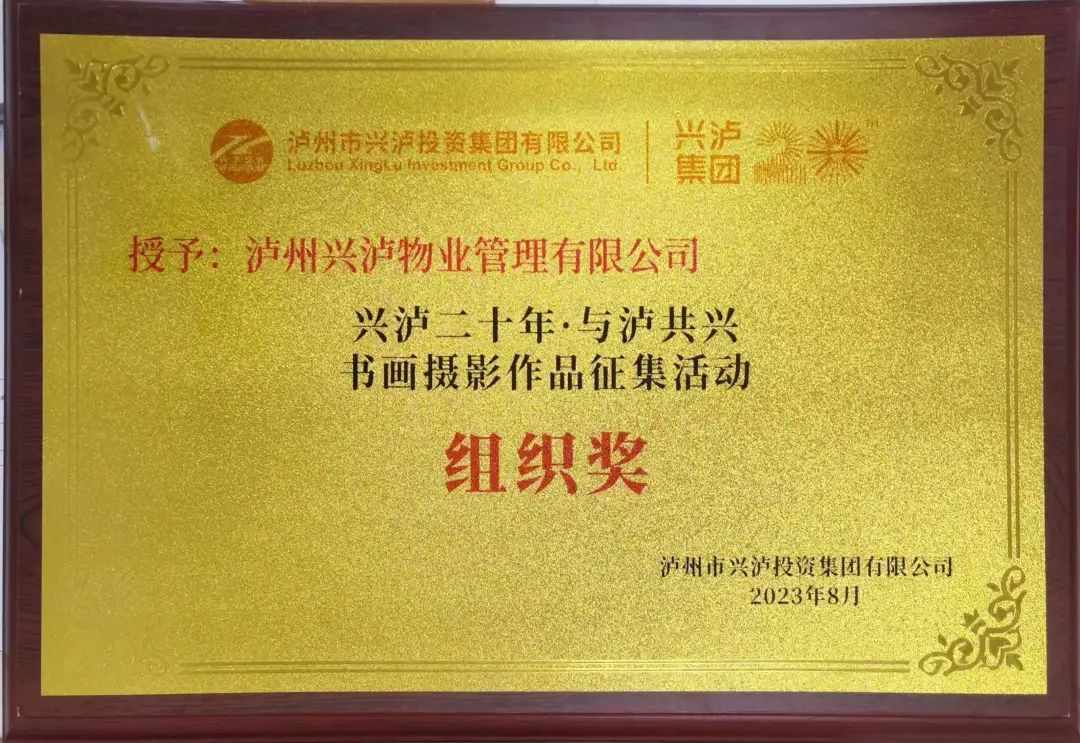 泸州市兴泸投资集团有限公司
Luzhou XingLu Investment Group Co., Ltd.
兴泸
集团
20
TM
授予：泸州兴泸物业管理有限公司
兴泸二十年·与泸共兴
书画摄影作品征集活动
组织奖
泸州市兴泸投资集团有限公司
2023年8月